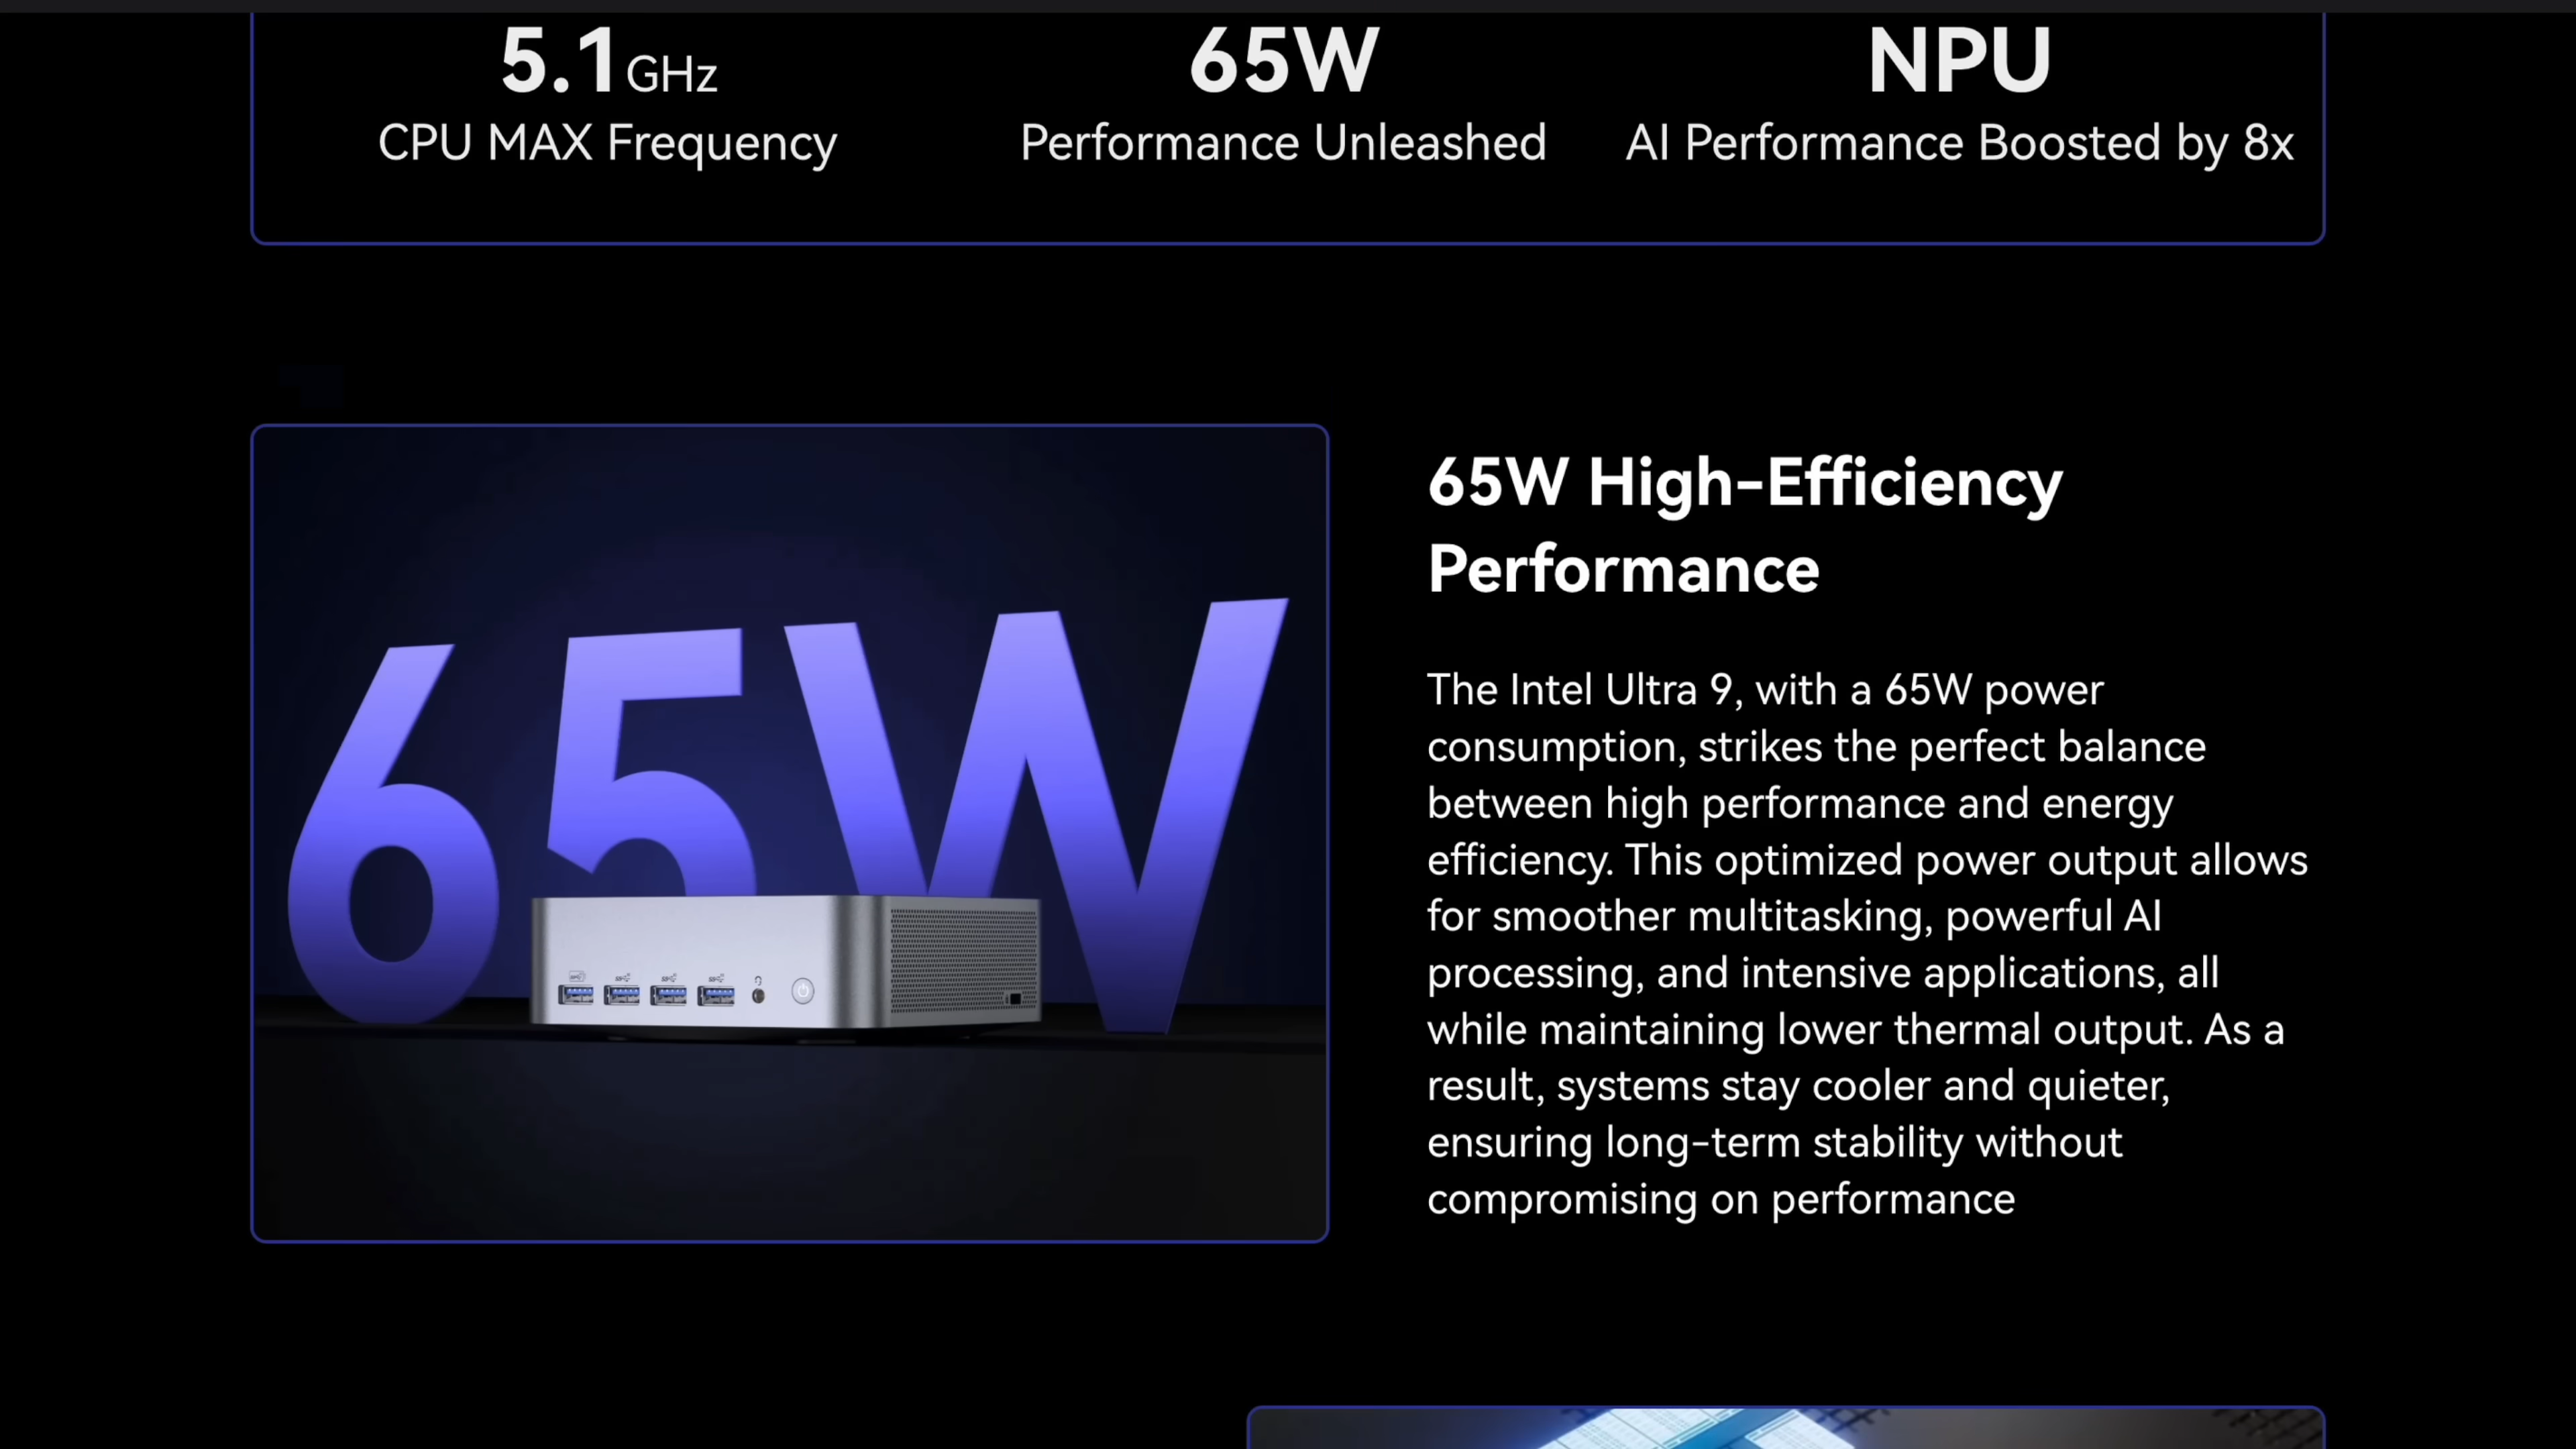 5.1GHz
CPU MAX Frequency
65W
Performance Unleashed
NPU
AI Performance Boosted by 8x
65W
65W High-Efficiency
Performance
The Intel Ultra 9, with a 65W power
consumption, strikes the perfect balance
between high performance and energy
efficiency. This optimized power output allows
for smoother multitasking, powerful AI
processing, and intensive applications, all
while maintaining lower thermal output. As a
result, systems stay cooler and quieter,
ensuring long-term stability without
compromising on performance